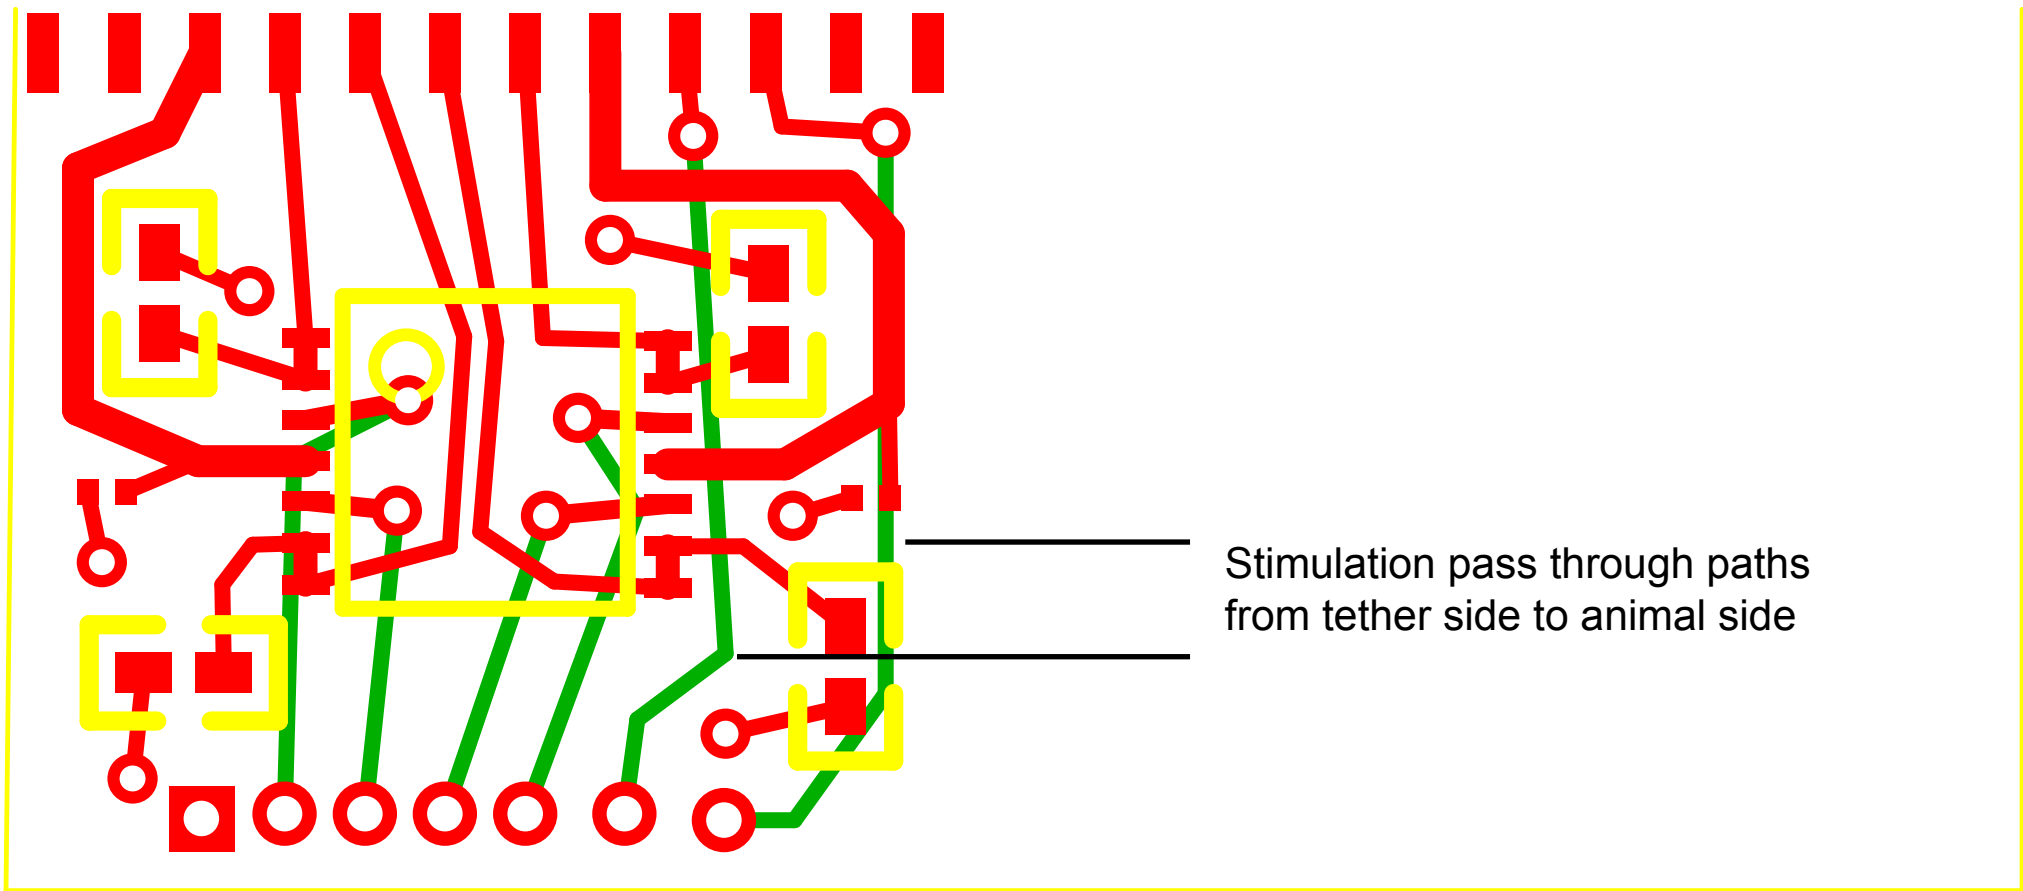 Stimulation pass through paths
from tether side to animal side